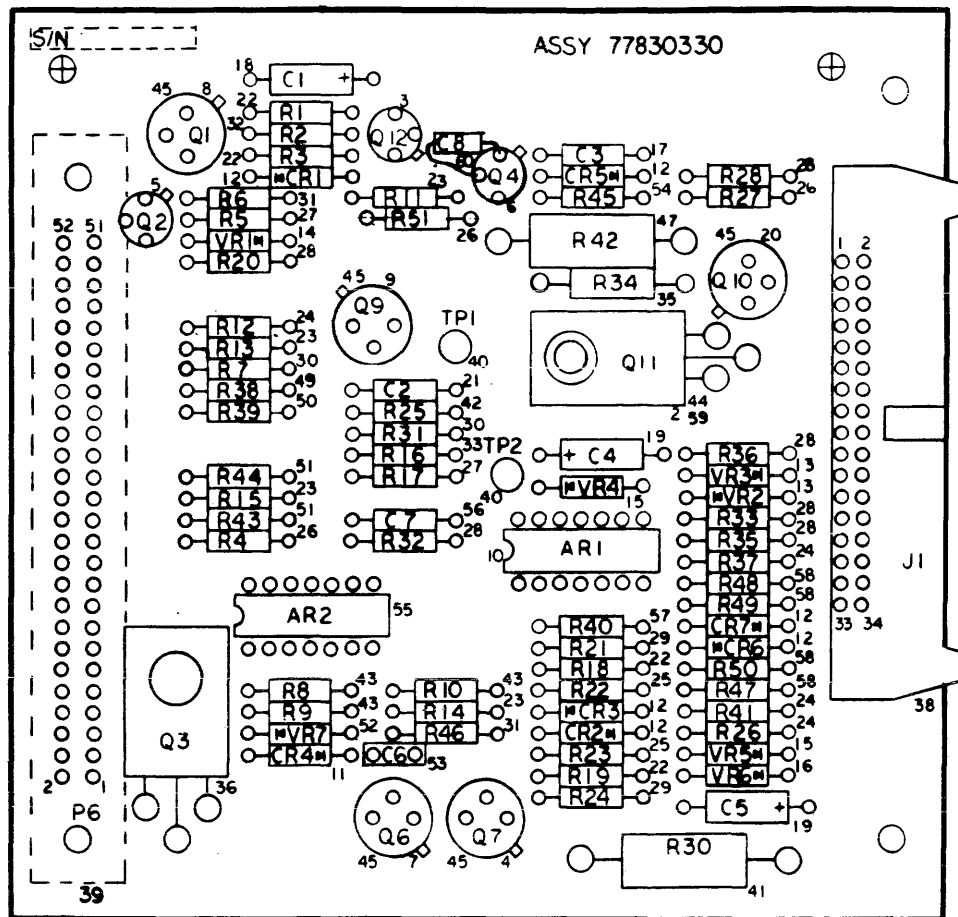 S/N
ASSY 77830330
18 C1 +
45 8 Q1
22 R1
32 R2
R3
22
12 *CR1
3 Q12
C8
Q4 6
C3 17
CR5* 12
R45 54
R28 28
R27 26
5 Q2
R6 31
R5 27
VR1* 14
R20 28
R11 23
R51 26
R42 47
R34 35
45 20 Q10
52 51
1 2
45 9 Q9
TP1 40
Q11 44
2 59
R12 24
R13 23
R7 30
R38 49
R39 50
C2 21
R25 42
R31 30
R16 33
R17 27
TP2 40
+ C4 19
*VR4 15
R36 28
VR3* 13
*VR2 13
R33 28
R35 28
R37 24
R48 58
R49 58
CR7* 12
*CR6 12
R50 58
R47 58
R41 24
R26 24
VR5* 15
VR6* 16
R44 51
R15 23
R43 51
R4 26
C7 56
R32 28
10 AR1
J1
33 34
38
AR2 55
R40 57
R21 29
R18 22
R22 25
*CR3 12
CR2* 12
R23 25
R19 22
R24 29
Q3 36
R8 43
R9 43
*VR7 52
CR4* 11
R10 43
R14 23
R46 31
C6 53
2 1
P6
39
Q6 45 7
Q7 45 4
C5 + 19
R30 41